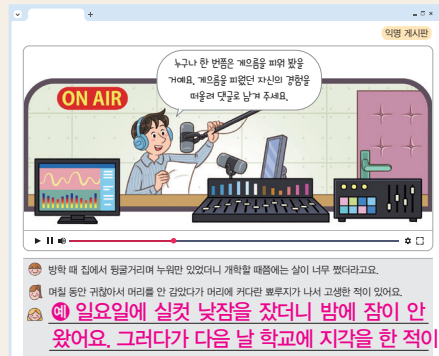 익명 게시판
누구나 한 번쯤은 게으름을 피워 봤을
거예요. 게으름을 피웠던 자신의 경험을
떠올려 댓글로 남겨 주세요.
ON AIR
방학 때 집에서 뒹굴거리며 누워만 있었더니 개학할 때쯤에는 살이 너무 쪘더라고요.
며칠 동안 귀찮아서 머리를 안 감았다가 머리에 커다란 뾰루지가 나서 고생한 적이 있어요.
예 일요일에 실컷 낮잠을 잤더니 밤에 잠이 안
왔어요. 그러다가 다음 날 학교에 지각을 한 적이